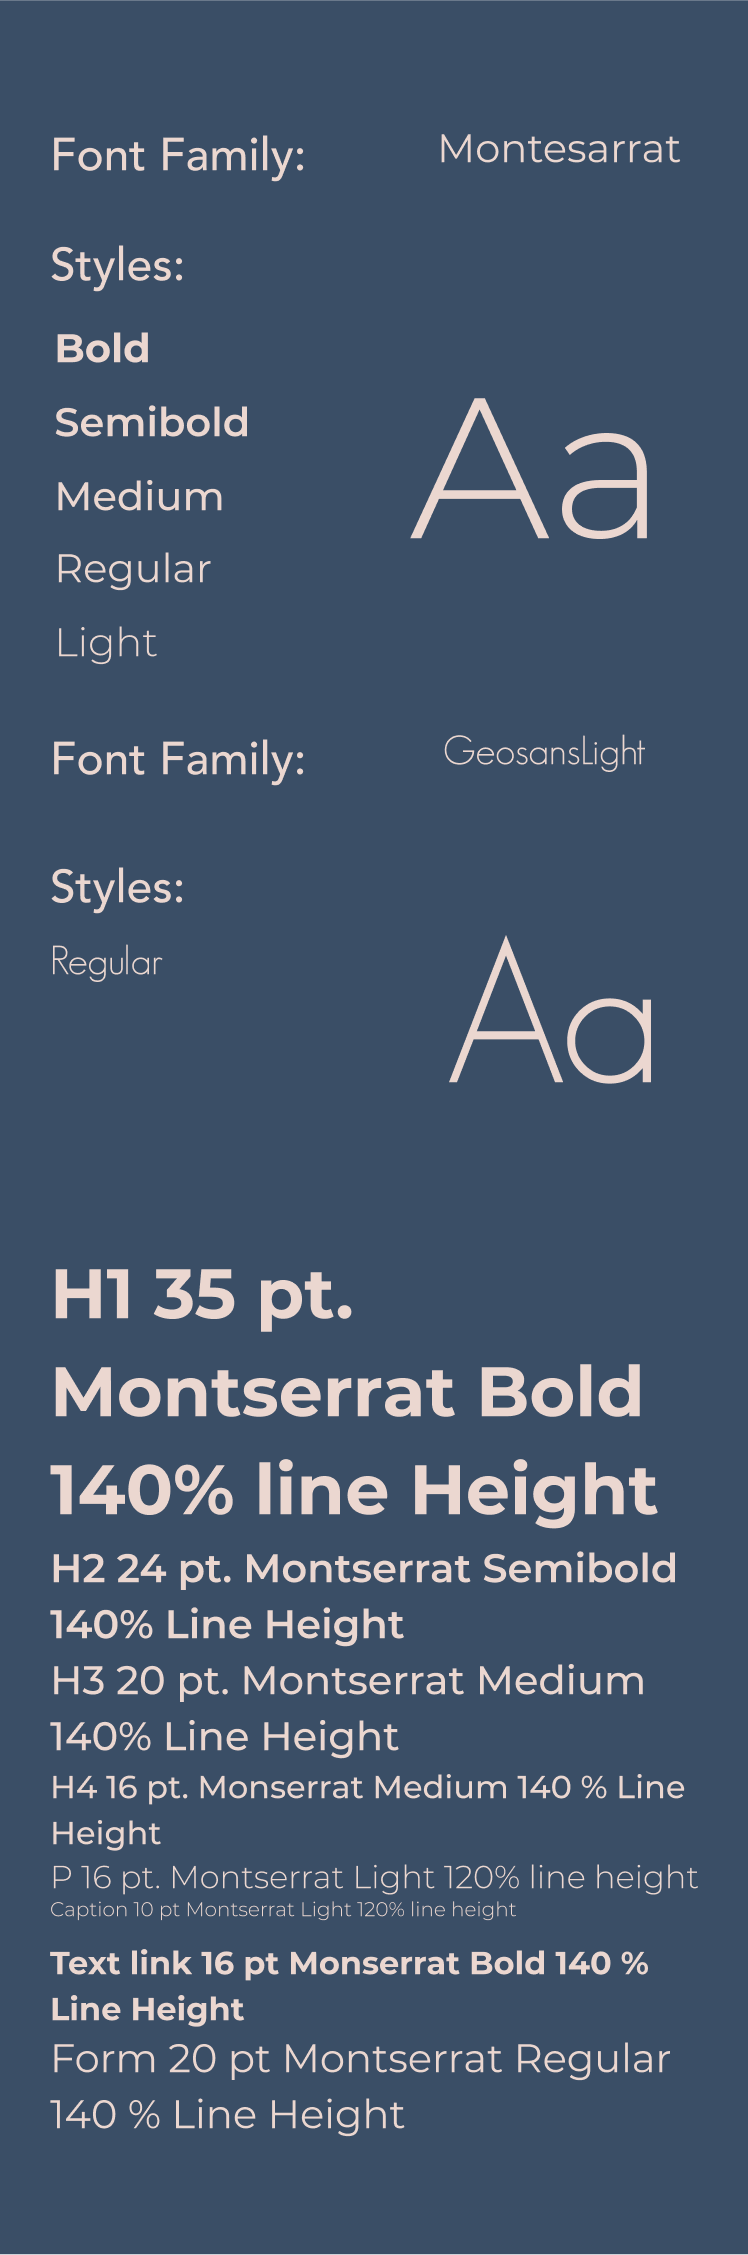 Font Family:
Montesarrat
Styles:
Bold
Semibold
Medium
Regular
Light
Aa
Font Family:
GeosansLight
Styles:
Regular
Aa
H1 35 pt.
Montserrat Bold
140% line Height
H2 24 pt. Montserrat Semibold
140% Line Height
H3 20 pt. Montserrat Medium
140% Line Height
H4 16 pt. Monserrat Medium 140 % Line
Height
P 16 pt. Montserrat Light 120% line height
Caption 10 pt Montserrat Light 120% line height
Text link 16 pt Monserrat Bold 140 %
Line Height
Form 20 pt Montserrat Regular
140 % Line Height